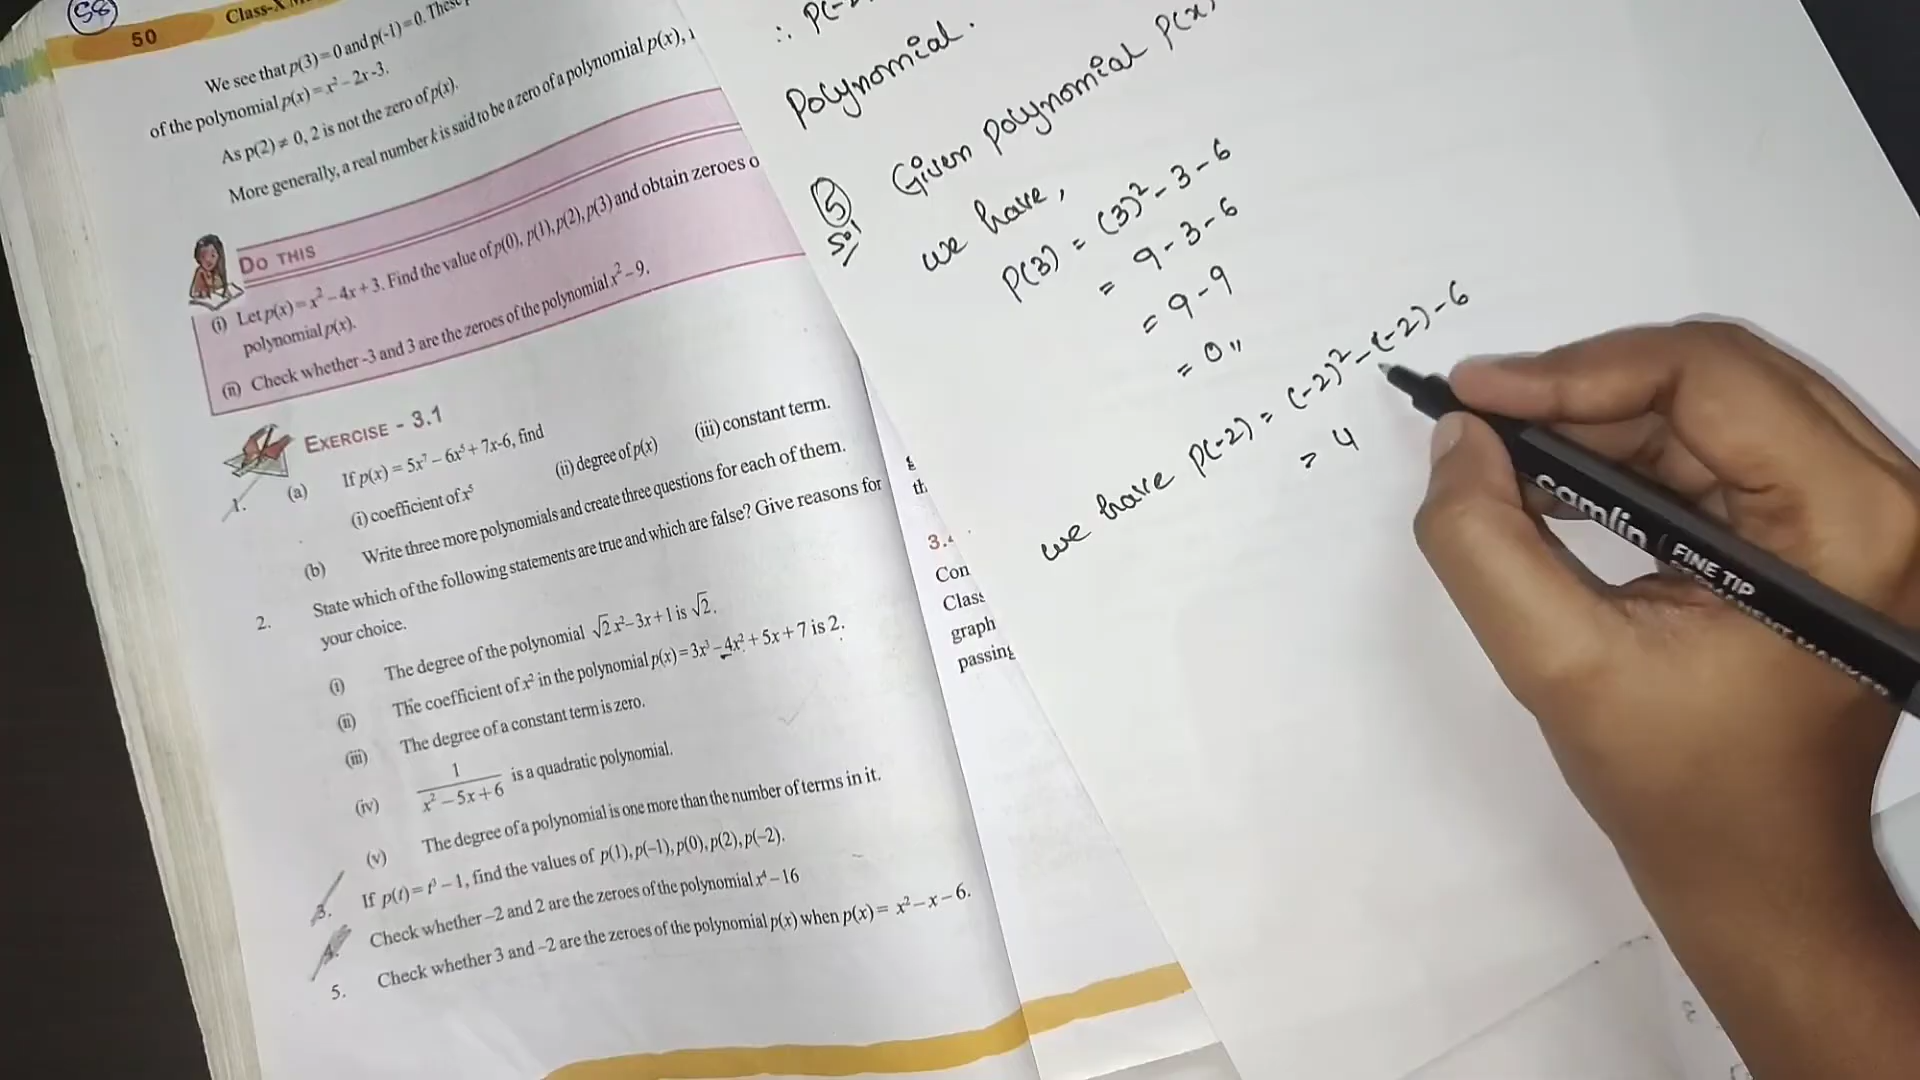 58
50
Class-X
We see that p(3) = 0 and p(-1) = 0. These
of the polynomial p(x) = x² – 2x -3.
As p(2) ≠ 0, 2 is not the zero of p(x).
More generally, a real number k is said to be a zero of a polynomial p(x),
DO THIS
(i) Let p(x) = x² – 4x + 3. Find the value of p(0), p(1), p(2), p(3) and obtain zeroes o
polynomial p(x).
(ii) Check whether -3 and 3 are the zeroes of the polynomial x² – 9.
EXERCISE - 3.1
1. (a) If p(x) = 5x⁷ – 6x⁵ + 7x-6, find
(i) coefficient of x⁵ (ii) degree of p(x) (iii) constant term.
(b) Write three more polynomials and create three questions for each of them.
2. State which of the following statements are true and which are false? Give reasons for
your choice.
(i) The degree of the polynomial √2 x² – 3x + 1 is √2.
(ii) The coefficient of x² in the polynomial p(x) = 3x³ – 4x² + 5x + 7 is 2.
(iii) The degree of a constant term is zero.
(iv) 1/(x² – 5x + 6) is a quadratic polynomial.
(v) The degree of a polynomial is one more than the number of terms in it.
3. If p(t) = t³ – 1, find the values of p(1), p(–1), p(0), p(2), p(–2).
4. Check whether –2 and 2 are the zeroes of the polynomial x⁴ – 16
5. Check whether 3 and –2 are the zeroes of the polynomial p(x) when p(x) = x² – x – 6.
th
Con
Class
graph
passing
∴ P(-2
Polynomial.
5 Given polynomial P(x)
Sol we have,
P(3) = (3)² - 3 - 6
= 9 - 3 - 6
= 9 - 9
= 0"
we have P(-2) = (-2)² - (-2) - 6
= 4
camlin
FINE TIP
PERMANENT MARKER